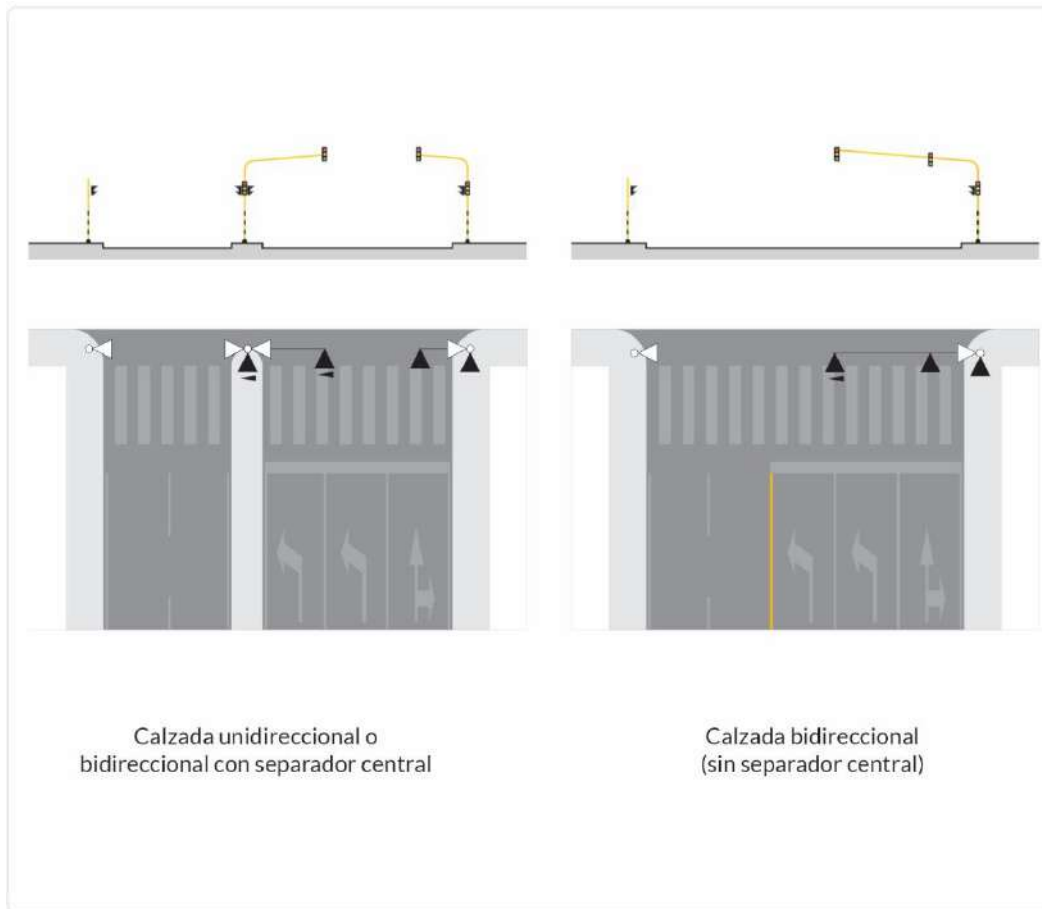 Calzada unidireccional o
bidireccional con separador central
Calzada bidireccional
(sin separador central)